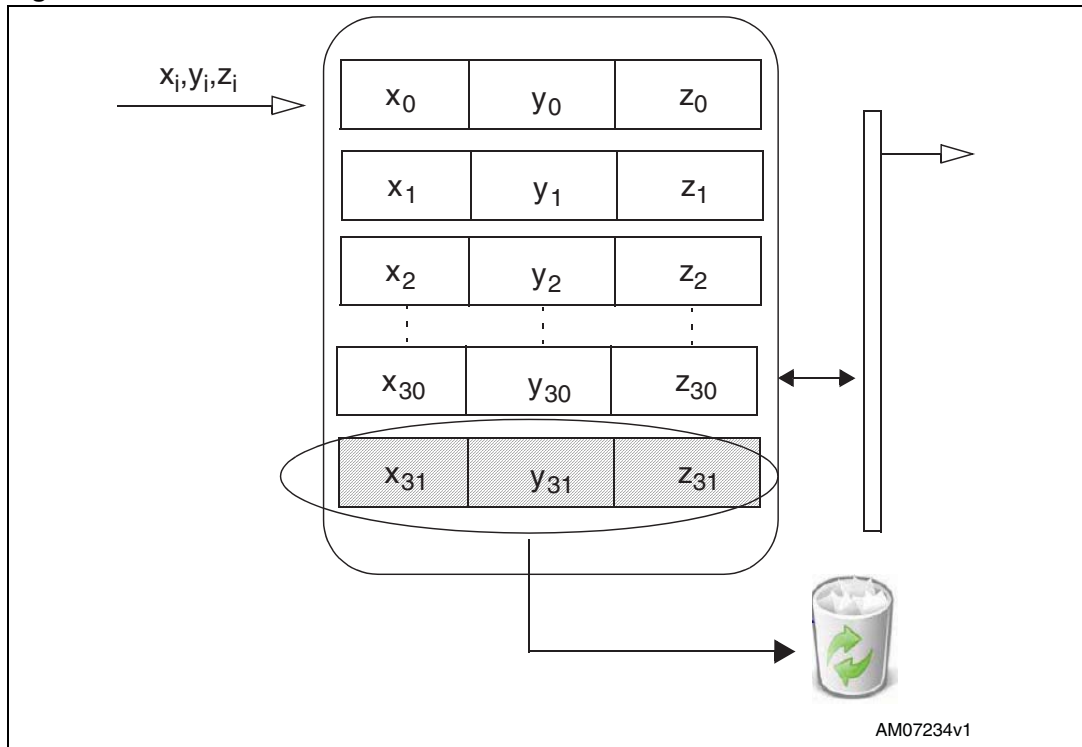 xᵢ,yᵢ,zᵢ
x₀ y₀ z₀
x₁ y₁ z₁
x₂ y₂ z₂
x₃₀ y₃₀ z₃₀
x₃₁ y₃₁ z₃₁
AM07234v1